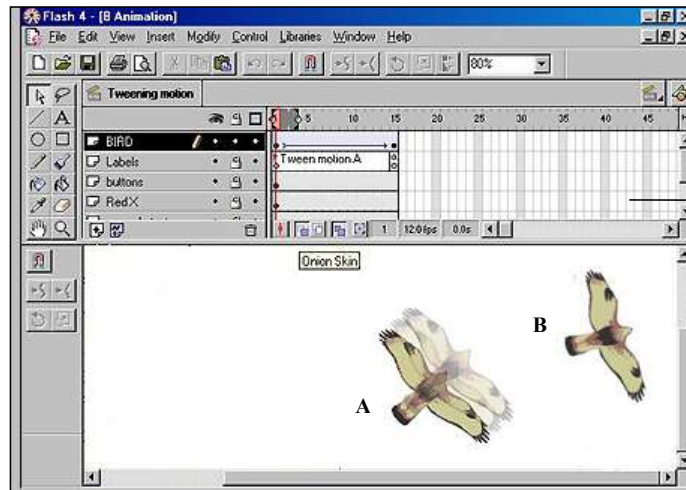 Flash 4 - [B Animation]
File Edit View Insert Modify Control Libraries Window Help
80%
Tweening motion
5 10 15 20 25 30 35 40 45
BIRD
Labels
Tween motion A
buttons
Red X
1 12.0 fps 0.0s
Onion Skin
B
A